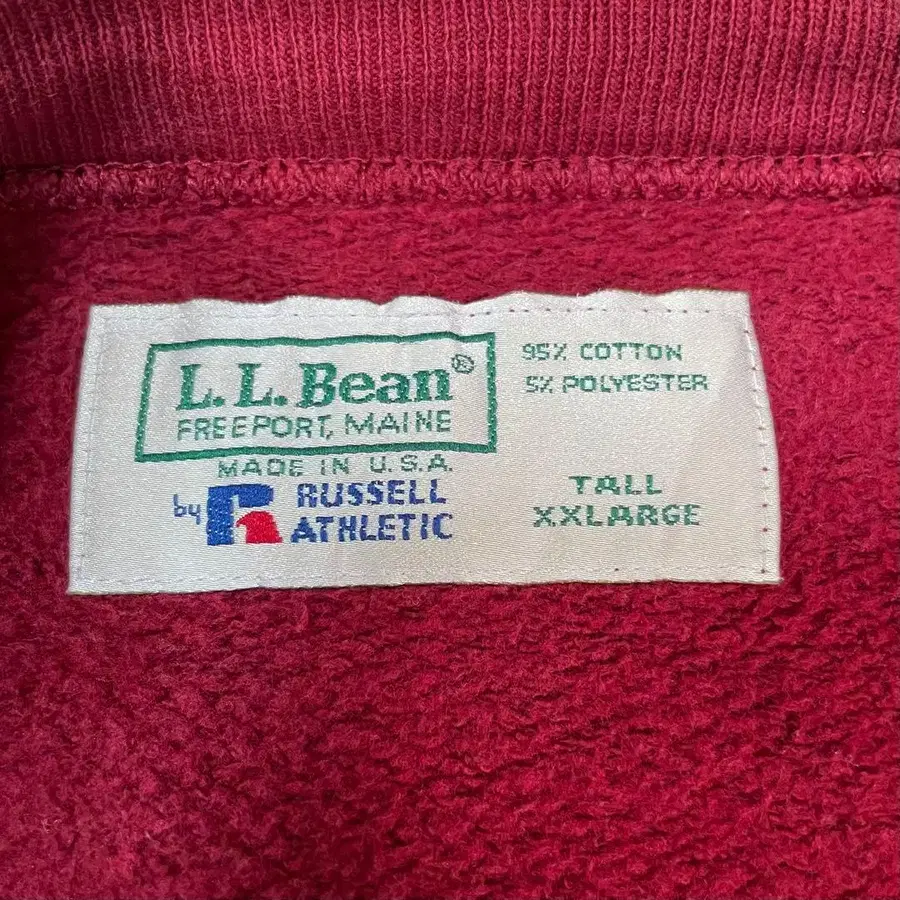 L.L.Bean®
FREEPORT, MAINE
MADE IN U.S.A.
by RUSSELL
ATHLETIC
95% COTTON
5% POLYESTER
TALL
XXLARGE